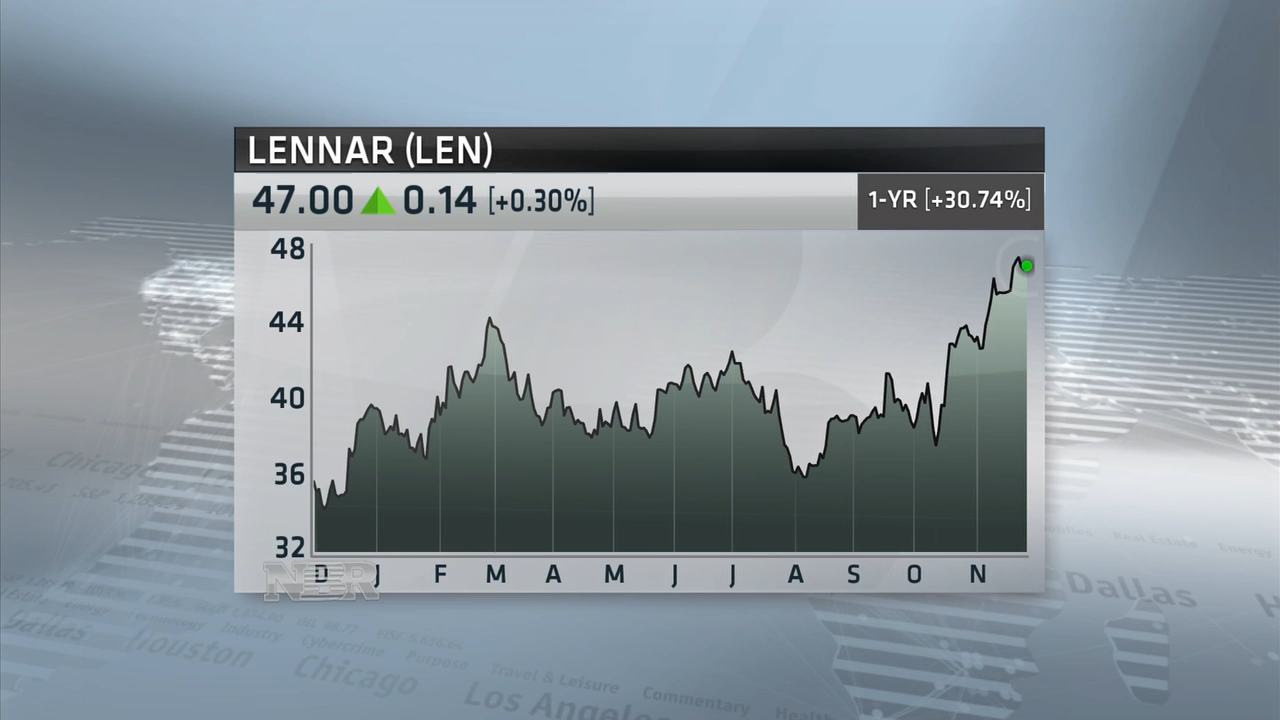 LENNAR (LEN)
47.00 0.14 [+0.30%] 1-YR [+30.74%]
48
44
40
36
32
D J F M A M J J A S O N
NBR
Chicago
Real Estate Energy
Dallas
Dallas
houston
Industry
Cybercrime
Purpose
Chicago
Travel & Leisure
Commentary
Los Angeles